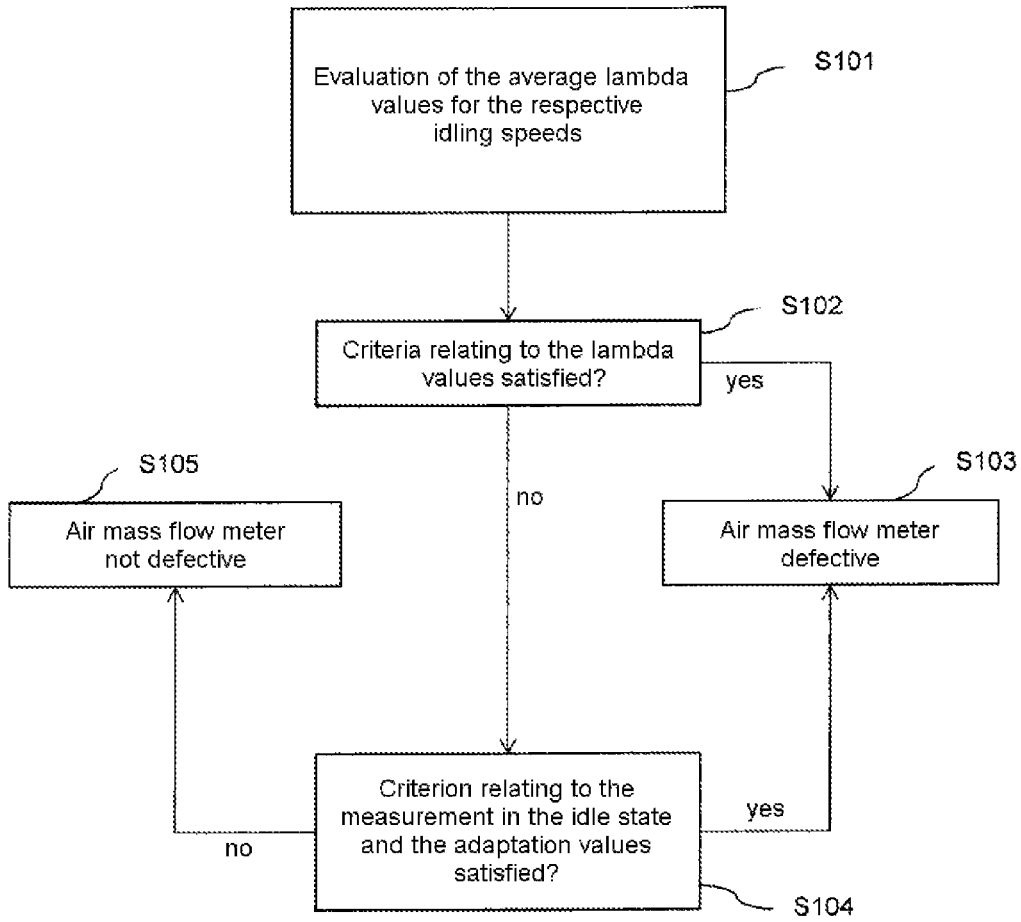 S101
Evaluation of the average lambda
values for the respective
idling speeds
S102
Criteria relating to the lambda
values satisfied?
yes
no
S105
Air mass flow meter
not defective
S103
Air mass flow meter
defective
Criterion relating to the
measurement in the idle state
and the adaptation values
satisfied?
no
yes
S104